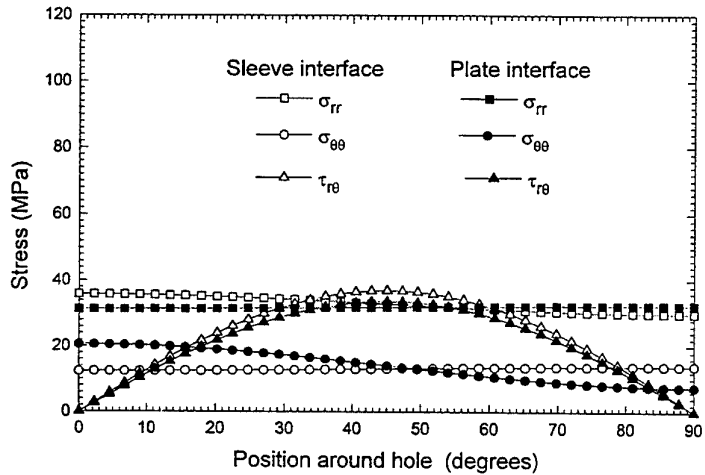 120
100
80
60
40
20
0
Stress (MPa)
Sleeve interface Plate interface
σrr σrr
σθθ σθθ
τrθ τrθ
0 10 20 30 40 50 60 70 80 90
Position around hole (degrees)